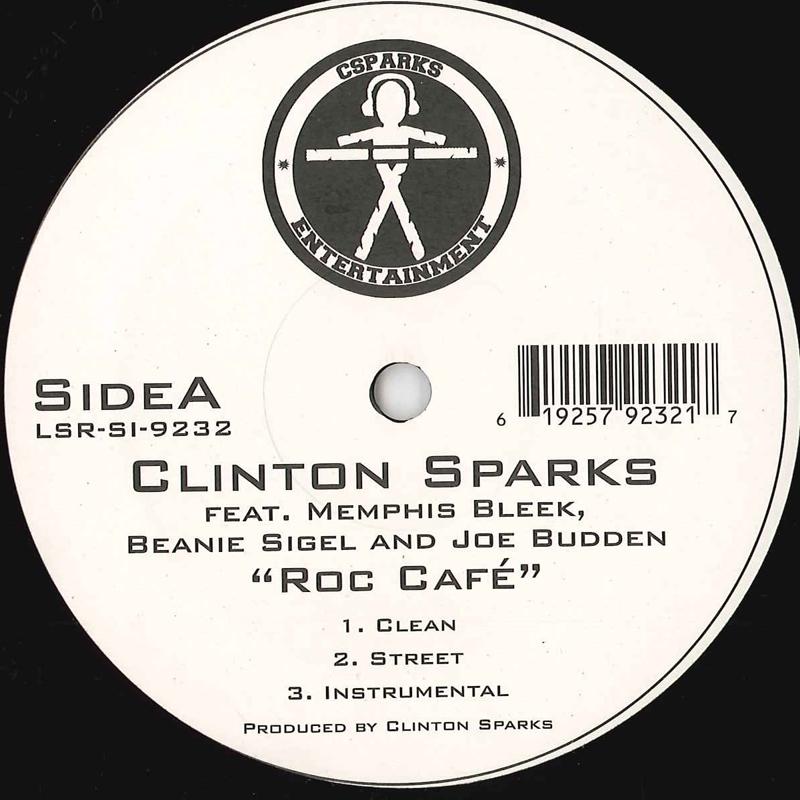 CSPARKS
ENTERTAINMENT
SIDEA
LSR-SI-9232
6 19257 92321 7
CLINTON SPARKS
FEAT. MEMPHIS BLEEK,
BEANIE SIGEL AND JOE BUDDEN
“ROC CAFÉ”
1. CLEAN
2. STREET
3. INSTRUMENTAL
PRODUCED BY CLINTON SPARKS